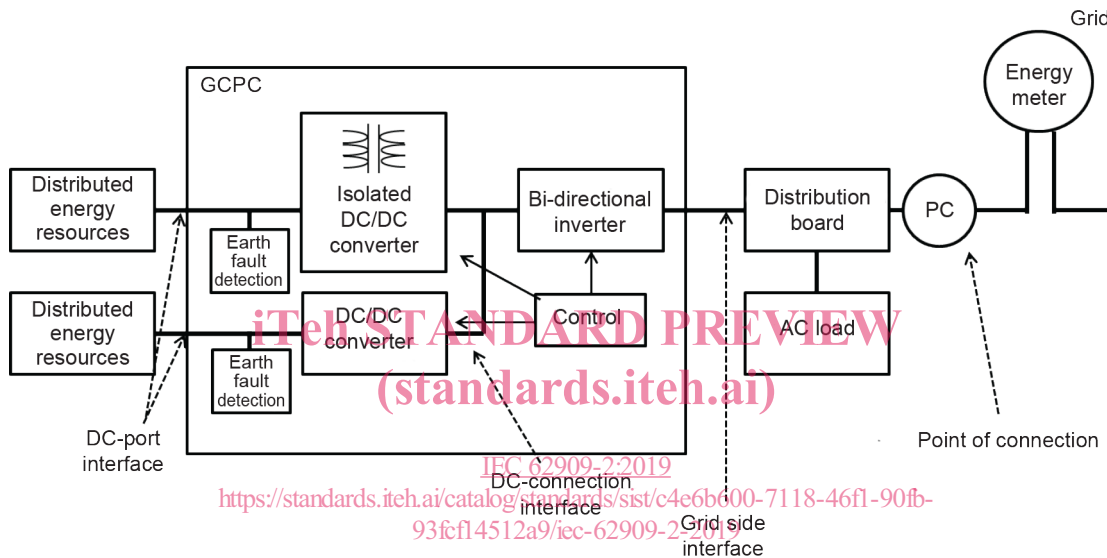 Grid
GCPC
Energy
meter
Distributed
energy
resources
Isolated
DC/DC
converter
Bi-directional
inverter
Distribution
board
PC
Earth
fault
detection
Distributed
energy
resources
DC/DC
converter
Control
AC load
iTeh STANDARD PREVIEW
(standards.iteh.ai)
Earth
fault
detection
DC-port
interface
Point of connection
IEC 62909-2:2019
DC-connection
interface
https://standards.iteh.ai/catalog/standards/sist/c4e6b600-7118-46f1-90fb-
93fcf14512a9/iec-62909-2-2019
Grid side
interface